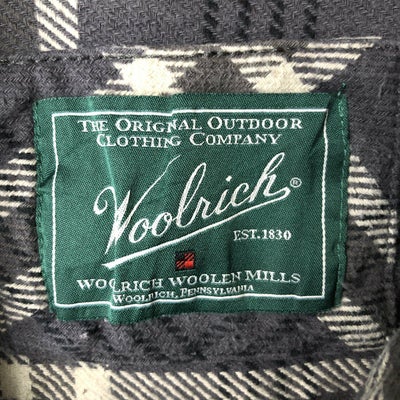 THE ORIGINAL OUTDOOR
CLOTHING COMPANY
Woolrich®
EST. 1830
WOOLRICH WOOLEN MILLS
WOOLRICH, PENNSYLVANIA